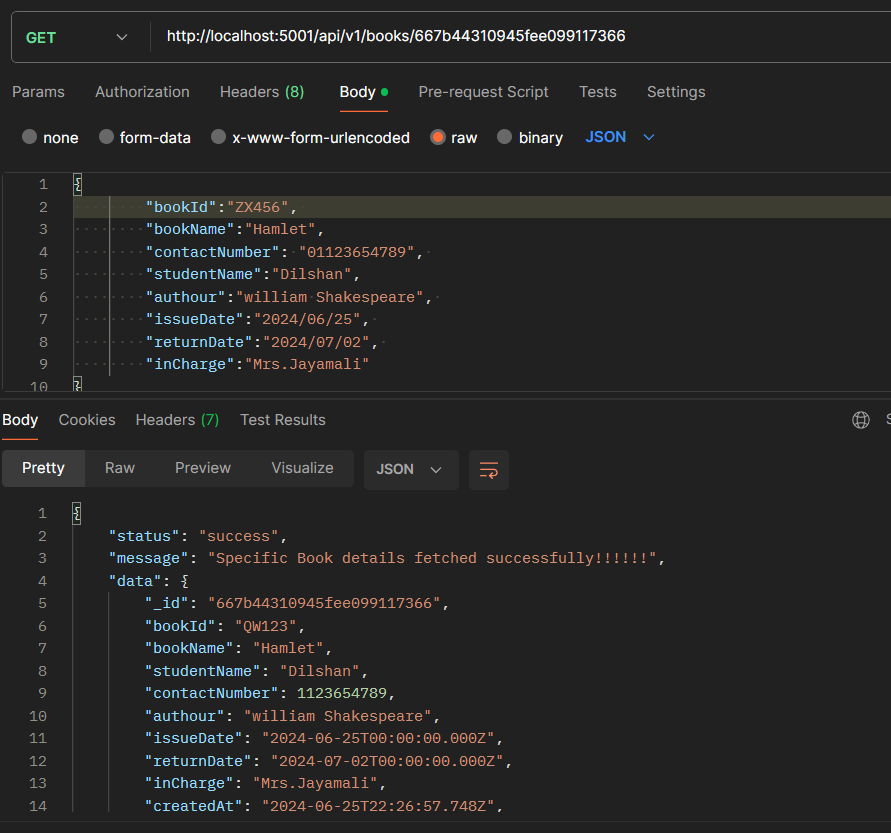 GET http://localhost:5001/api/v1/books/667b44310945fee099117366
Params Authorization Headers (8) Body Pre-request Script Tests Settings
none form-data x-www-form-urlencoded raw binary JSON
1 {
2 "bookId":"ZX456",
3 "bookName":"Hamlet",
4 "contactNumber": "01123654789",
5 "studentName":"Dilshan",
6 "authour":"william Shakespeare",
7 "issueDate":"2024/06/25",
8 "returnDate":"2024/07/02",
9 "inCharge":"Mrs.Jayamali"
10 }
Body Cookies Headers (7) Test Results
Pretty Raw Preview Visualize JSON
1 {
2 "status": "success",
3 "message": "Specific Book details fetched successfully!!!!!!",
4 "data": {
5 "_id": "667b44310945fee099117366",
6 "bookId": "QW123",
7 "bookName": "Hamlet",
8 "studentName": "Dilshan",
9 "contactNumber": 1123654789,
10 "authour": "william Shakespeare",
11 "issueDate": "2024-06-25T00:00:00.000Z",
12 "returnDate": "2024-07-02T00:00:00.000Z",
13 "inCharge": "Mrs.Jayamali",
14 "createdAt": "2024-06-25T22:26:57.748Z",